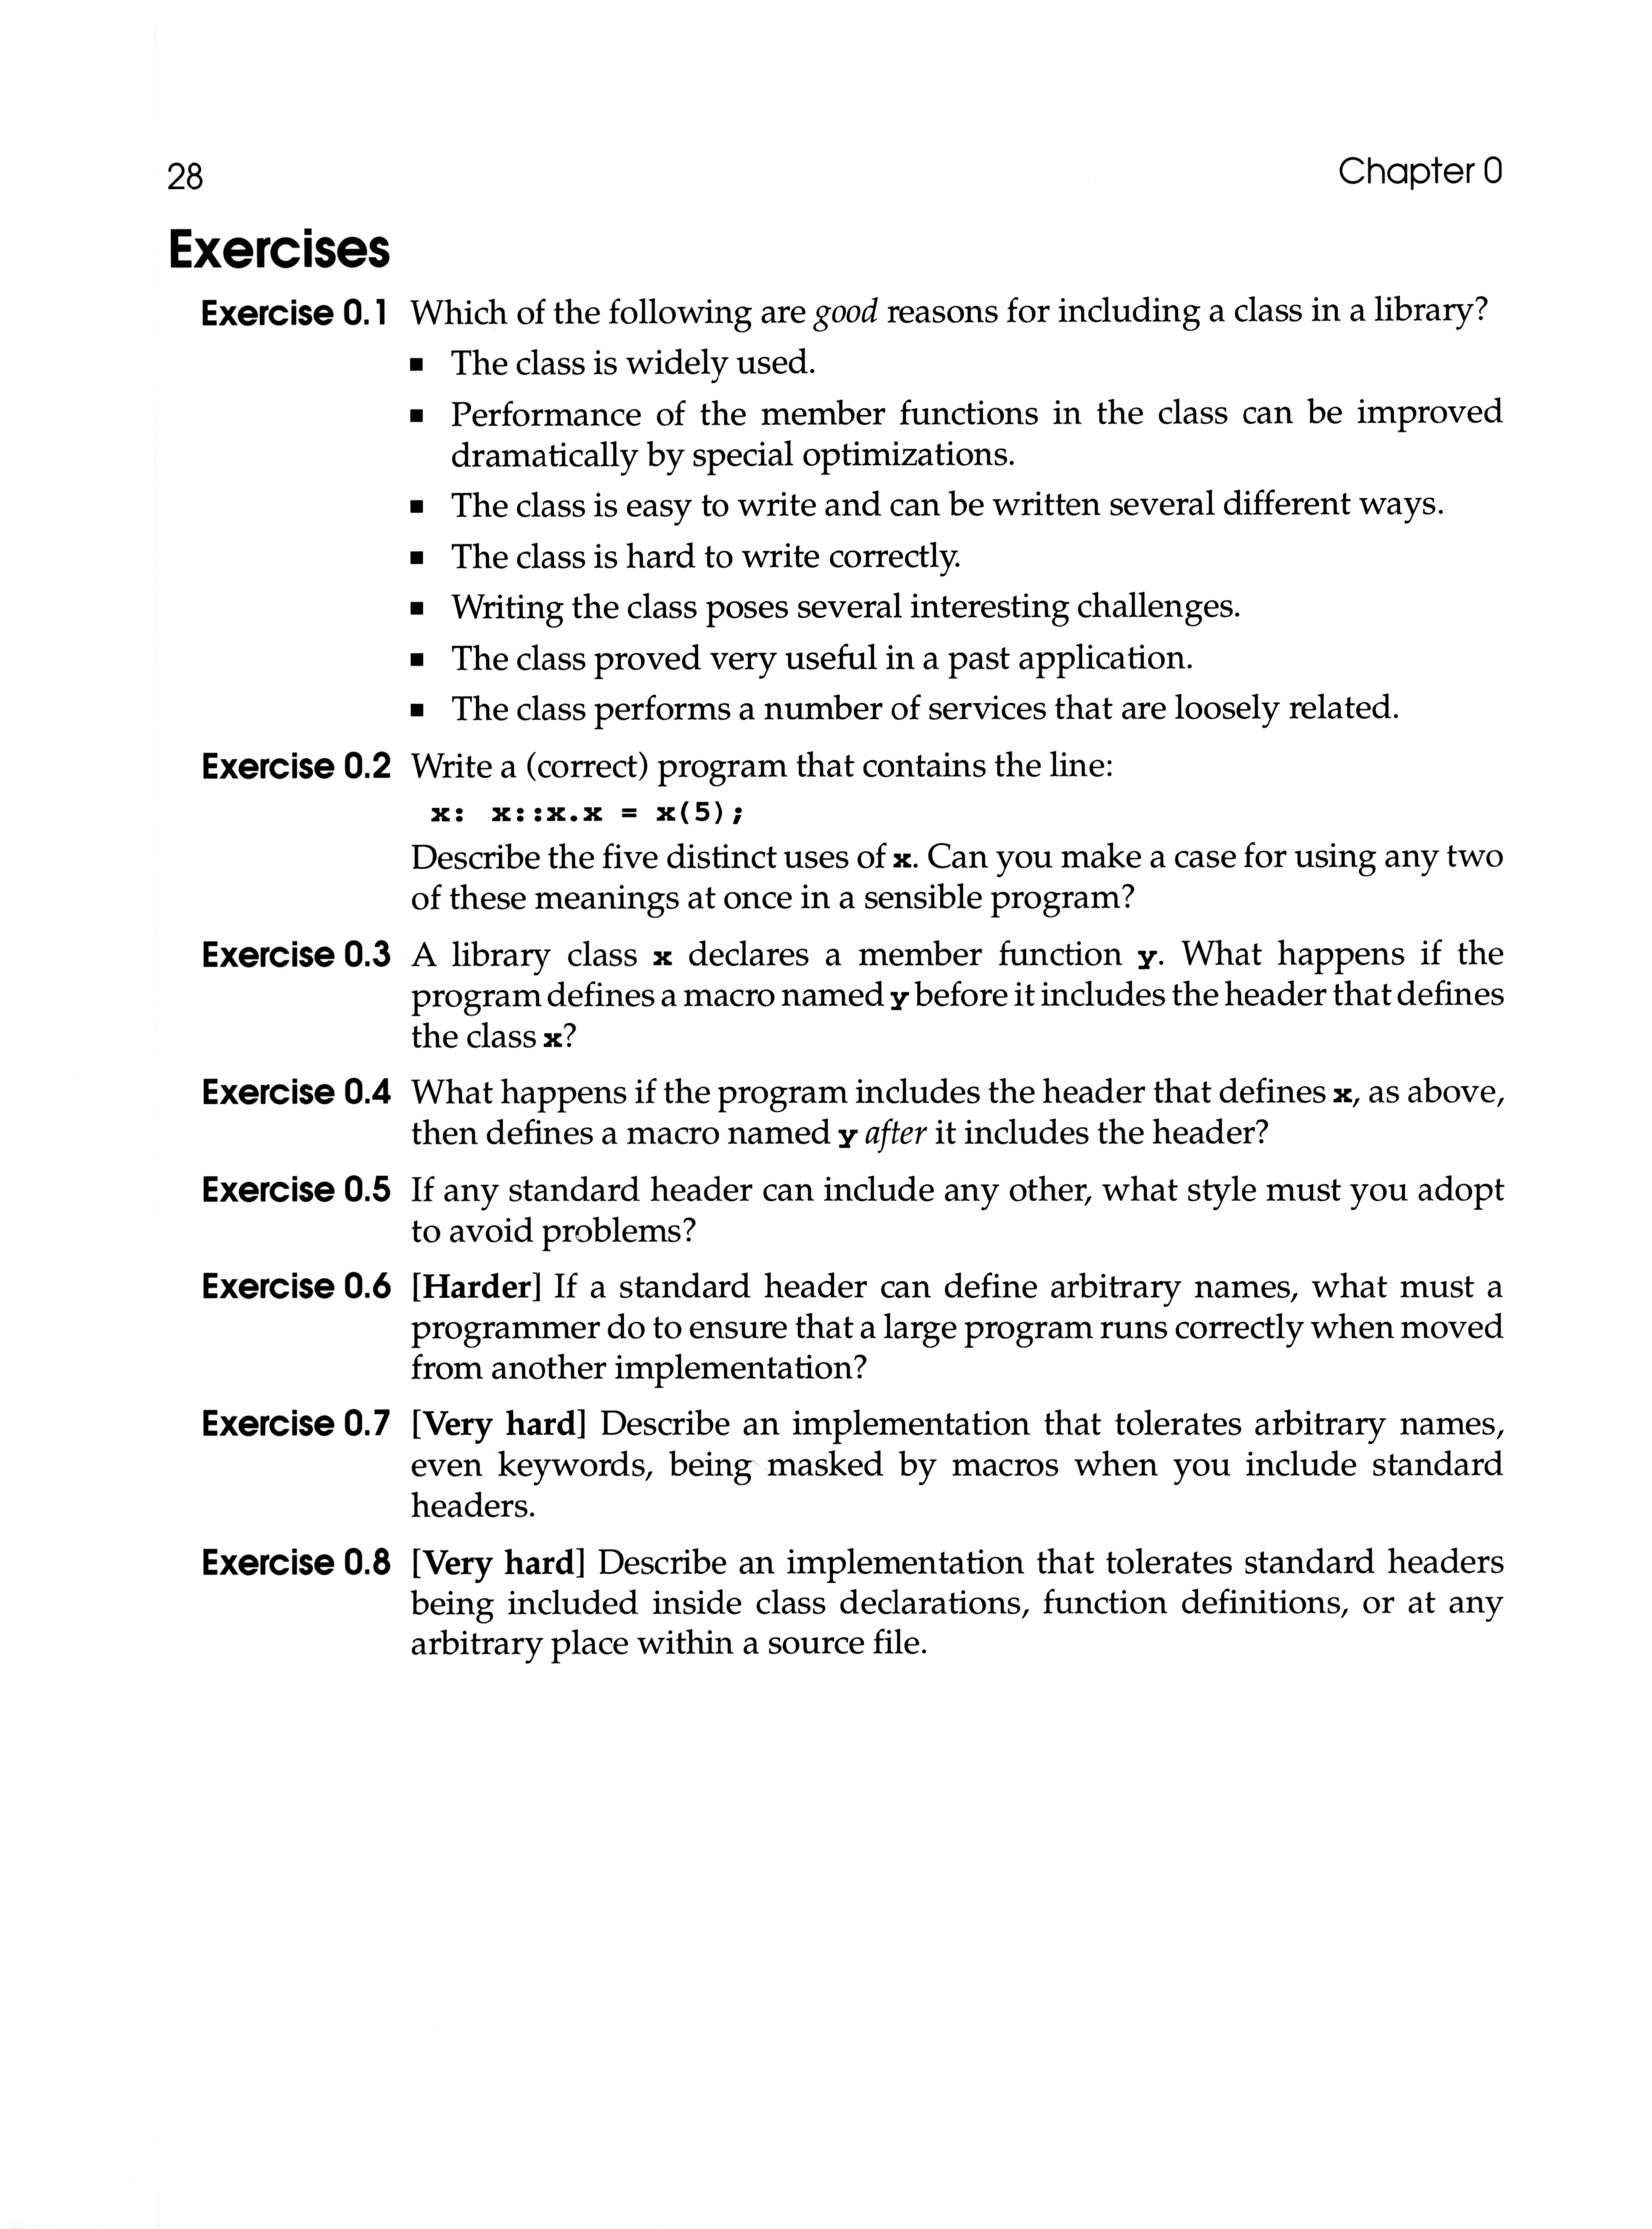 28 Chapter 0
Exercises
Exercise 0.1 Which of the following are good reasons for including a class in a library?
▪ The class is widely used.
▪ Performance of the member functions in the class can be improved
dramatically by special optimizations.
▪ The class is easy to write and can be written several different ways.
▪ The class is hard to write correctly.
▪ Writing the class poses several interesting challenges.
▪ The class proved very useful in a past application.
▪ The class performs a number of services that are loosely related.
Exercise 0.2 Write a (correct) program that contains the line:
x: x::x.x = x(5);
Describe the five distinct uses of x. Can you make a case for using any two
of these meanings at once in a sensible program?
Exercise 0.3 A library class x declares a member function y. What happens if the
program defines a macro named y before it includes the header that defines
the class x?
Exercise 0.4 What happens if the program includes the header that defines x, as above,
then defines a macro named y after it includes the header?
Exercise 0.5 If any standard header can include any other, what style must you adopt
to avoid problems?
Exercise 0.6 [Harder] If a standard header can define arbitrary names, what must a
programmer do to ensure that a large program runs correctly when moved
from another implementation?
Exercise 0.7 [Very hard] Describe an implementation that tolerates arbitrary names,
even keywords, being masked by macros when you include standard
headers.
Exercise 0.8 [Very hard] Describe an implementation that tolerates standard headers
being included inside class declarations, function definitions, or at any
arbitrary place within a source file.